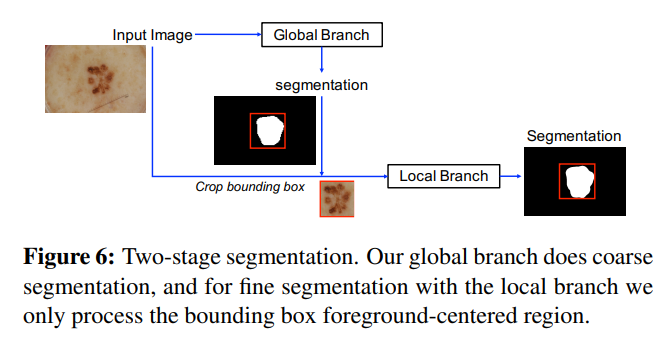 Input Image
Global Branch
segmentation
Segmentation
Crop bounding box
Local Branch
Figure 6: Two-stage segmentation. Our global branch does coarse
segmentation, and for fine segmentation with the local branch we
only process the bounding box foreground-centered region.